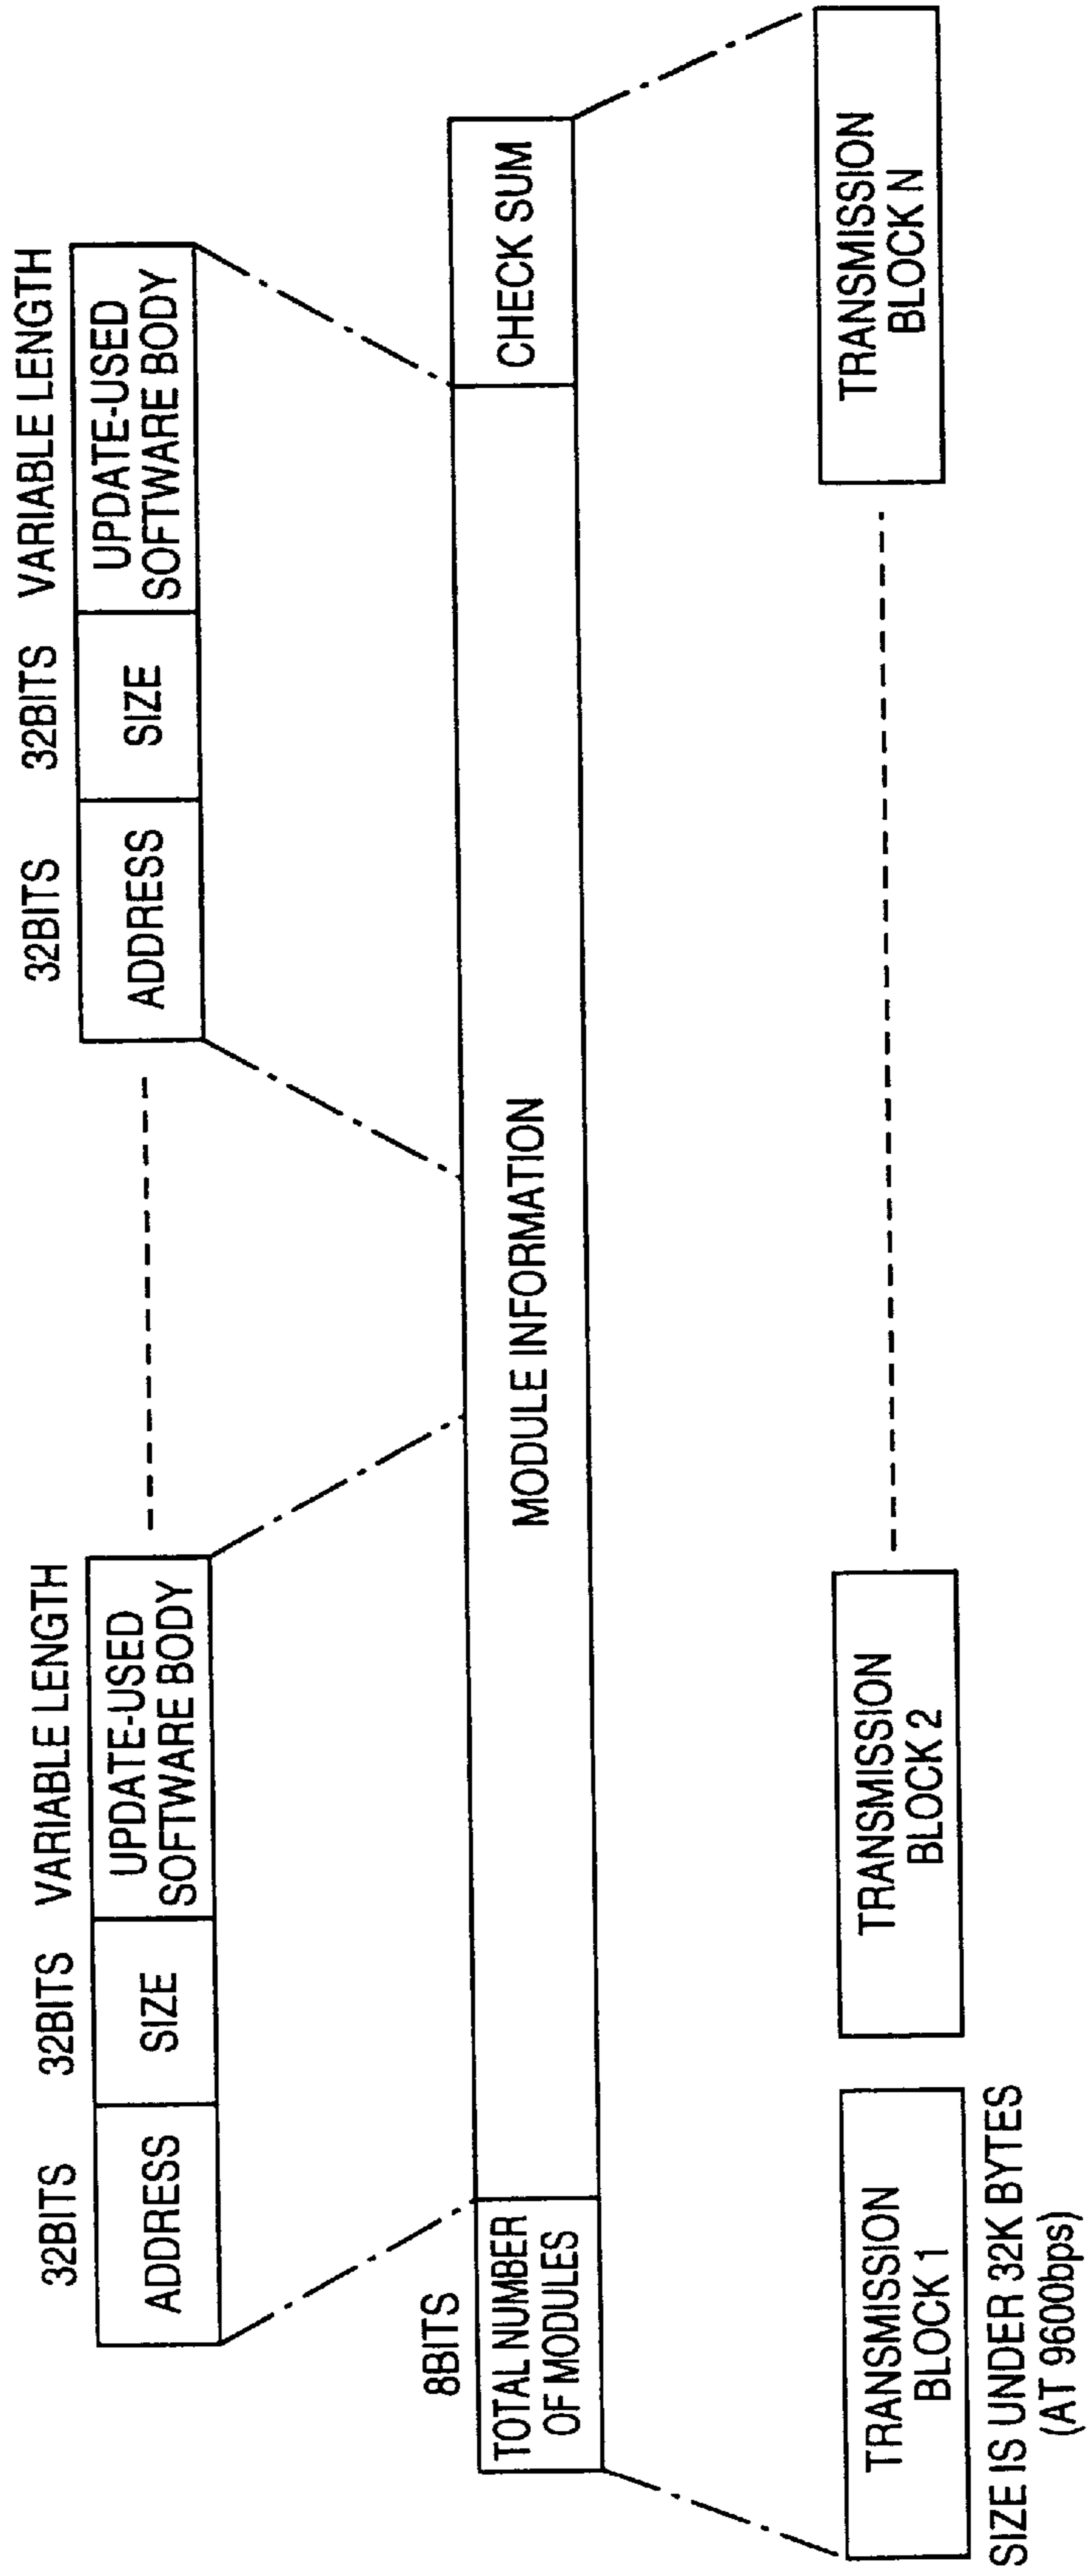 32BITS 32BITS VARIABLE LENGTH
ADDRESS
SIZE
UPDATE-USED
SOFTWARE BODY
32BITS 32BITS VARIABLE LENGTH
ADDRESS
SIZE
UPDATE-USED
SOFTWARE BODY
8BITS
TOTAL NUMBER
OF MODULES
MODULE INFORMATION
CHECK SUM
TRANSMISSION
BLOCK 1
TRANSMISSION
BLOCK 2
TRANSMISSION
BLOCK N
SIZE IS UNDER 32K BYTES
(AT 9600bps)